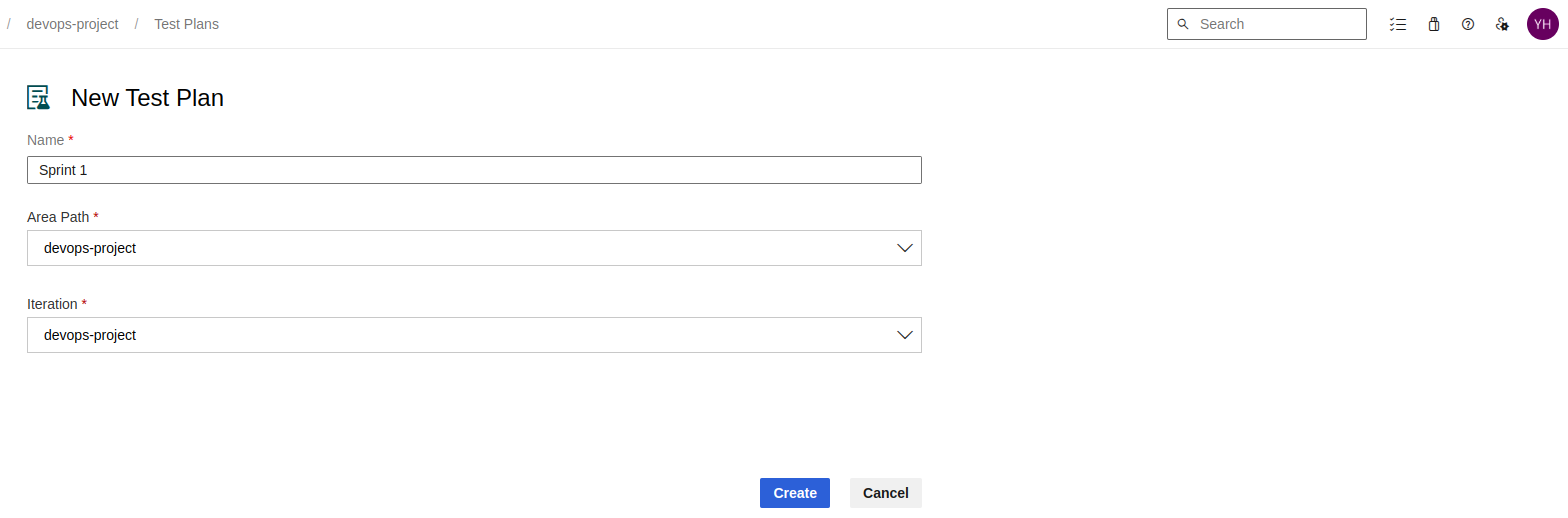 / devops-project / Test Plans
Search
YH
New Test Plan
Name *
Sprint 1
Area Path *
devops-project
Iteration *
devops-project
Create Cancel